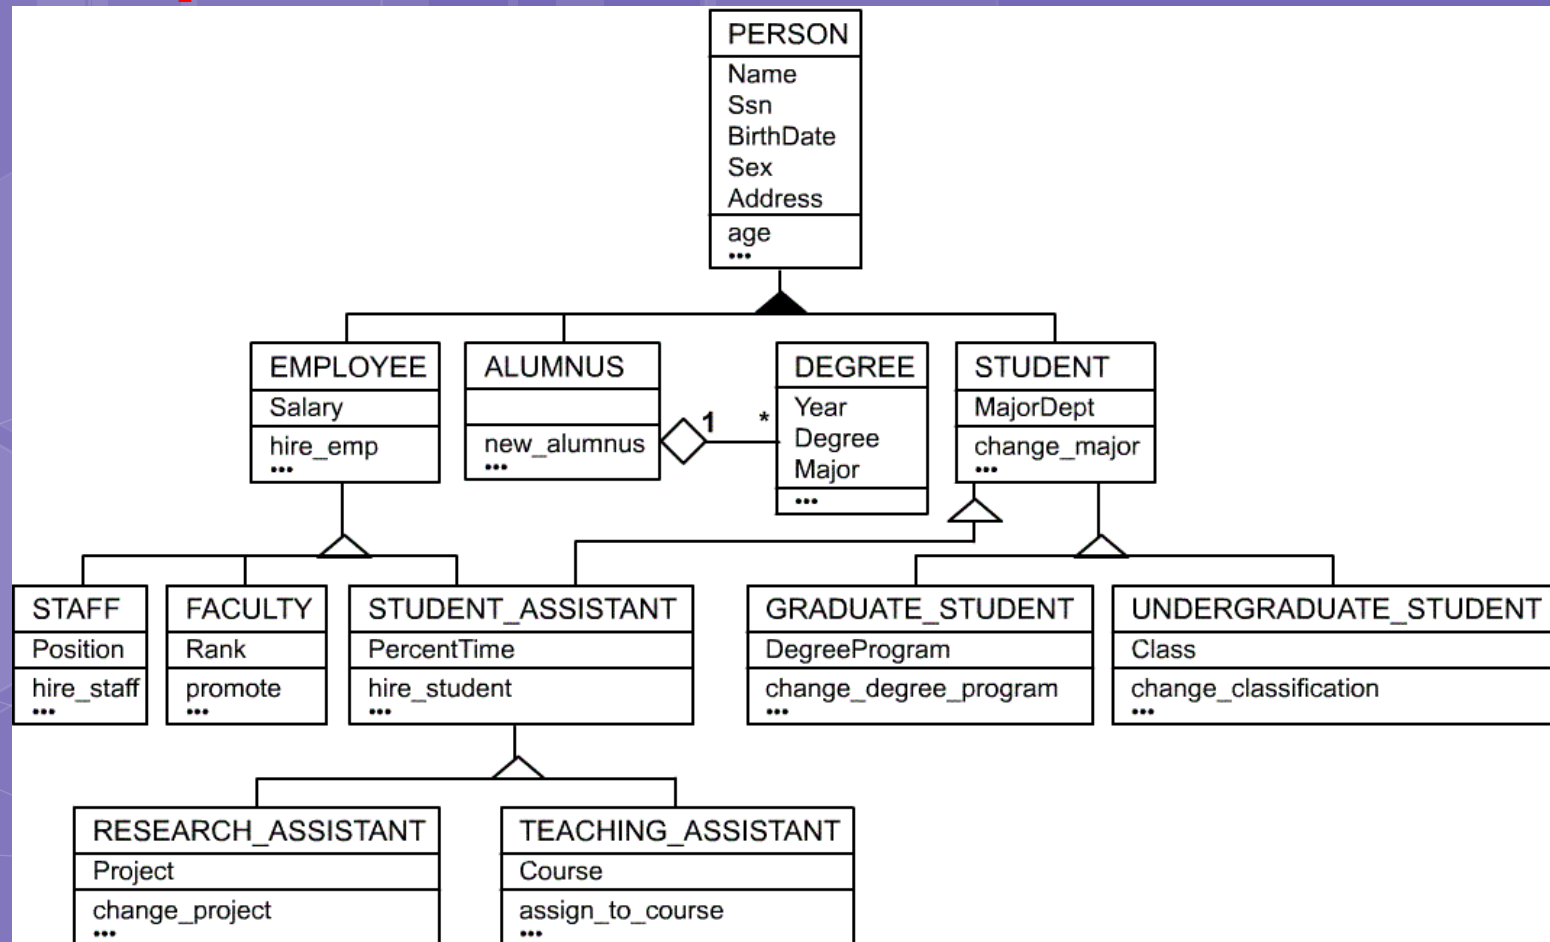 PERSON
Name
Ssn
BirthDate
Sex
Address
age
•••
EMPLOYEE
Salary
hire_emp
•••
ALUMNUS
new_alumnus
•••
1
*
DEGREE
Year
Degree
Major
•••
STUDENT
MajorDept
change_major
•••
STAFF
Position
hire_staff
•••
FACULTY
Rank
promote
•••
STUDENT_ASSISTANT
PercentTime
hire_student
•••
GRADUATE_STUDENT
DegreeProgram
change_degree_program
•••
UNDERGRADUATE_STUDENT
Class
change_classification
•••
RESEARCH_ASSISTANT
Project
change_project
•••
TEACHING_ASSISTANT
Course
assign_to_course
•••